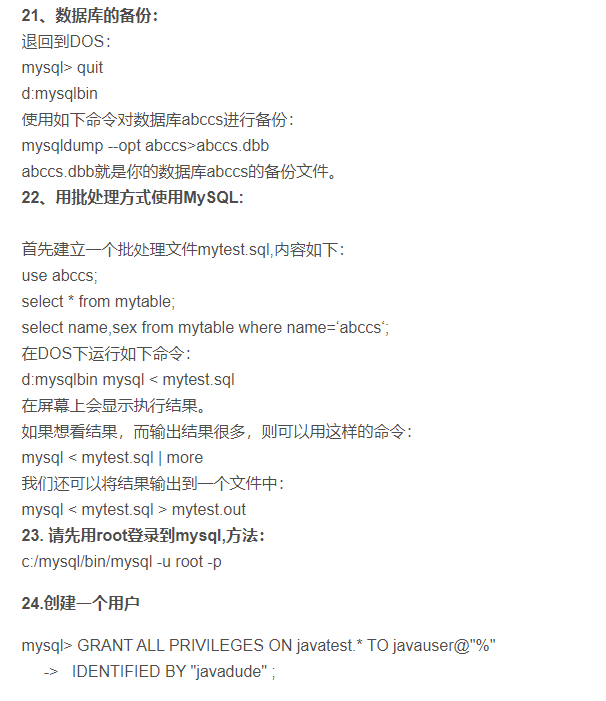 21、数据库的备份：
退回到DOS：
mysql> quit
d:mysqlbin
使用如下命令对数据库abccs进行备份：
mysqldump --opt abccs>abccs.dbb
abccs.dbb就是你的数据库abccs的备份文件。
22、用批处理方式使用MySQL:
首先建立一个批处理文件mytest.sql,内容如下：
use abccs;
select * from mytable;
select name,sex from mytable where name=‘abccs‘;
在DOS下运行如下命令：
d:mysqlbin mysql < mytest.sql
在屏幕上会显示执行结果。
如果想看结果，而输出结果很多，则可以用这样的命令：
mysql < mytest.sql | more
我们还可以将结果输出到一个文件中：
mysql < mytest.sql > mytest.out
23. 请先用root登录到mysql,方法：
c:/mysql/bin/mysql -u root -p
24.创建一个用户
mysql> GRANT ALL PRIVILEGES ON javatest.* TO javauser@"%"
-> IDENTIFIED BY "javadude" ;